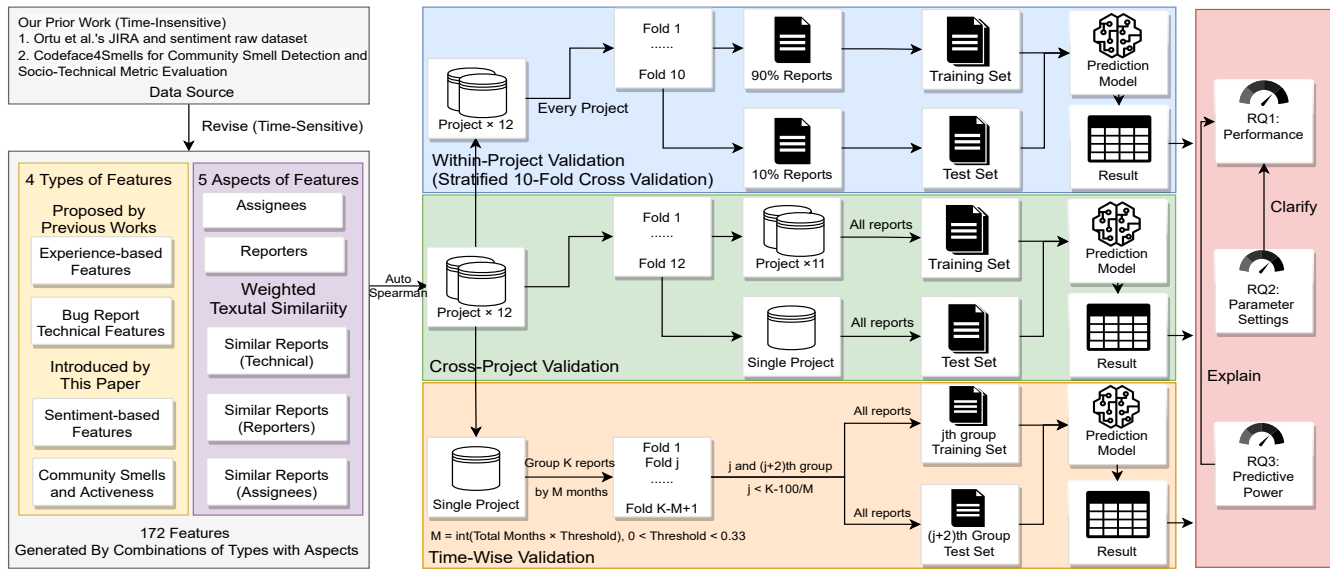 Our Prior Work (Time-Insensitive)
1. Ortu et al.'s JIRA and sentiment raw dataset
2. Codeface4Smells for Community Smell Detection and
Socio-Technical Metric Evaluation
Data Source
Revise (Time-Sensitive)
4 Types of Features
Proposed by
Previous Works
Experience-based
Features
Bug Report
Technical Features
Introduced by
This Paper
Sentiment-based
Features
Community Smells
and Activeness
5 Aspects of Features
Assignees
Reporters
Weighted
Texutal Similariity
Similar Reports
(Technical)
Similar Reports
(Reporters)
Similar Reports
(Assignees)
172 Features
Generated By Combinations of Types with Aspects
Auto
Spearman
Project × 12
Every Project
Fold 1
......
Fold 10
90% Reports
Training Set
Prediction
Model
10% Reports
Test Set
Result
Within-Project Validation
(Stratified 10-Fold Cross Validation)
Project × 12
Fold 1
......
Fold 12
Project ×11
All reports
Training Set
Prediction
Model
Single Project
All reports
Test Set
Result
Cross-Project Validation
Single Project
Group K reports
by M months
Fold 1
Fold j
......
Fold K-M+1
j and (j+2)th group
j < K-100/M
All reports
jth group
Training Set
Prediction
Model
All reports
(j+2)th Group
Test Set
Result
M = int(Total Months × Threshold), 0 < Threshold < 0.33
Time-Wise Validation
RQ1:
Performance
Clarify
RQ2:
Parameter
Settings
Explain
RQ3:
Predictive
Power